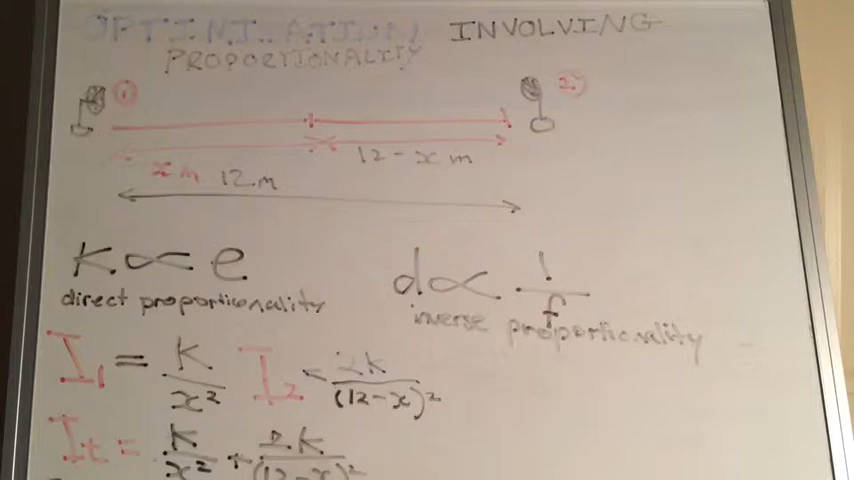 OPTIMIZATION INVOLVING
PROPORTIONALITY
1. 2.
x m 12-x m
12 m
K ∝ e d ∝ 1/f
direct proportionality inverse proportionality
I₁ = K/x² I₂ = 2K/(12-x)²
It = K/x² + 2K/(12-x)²